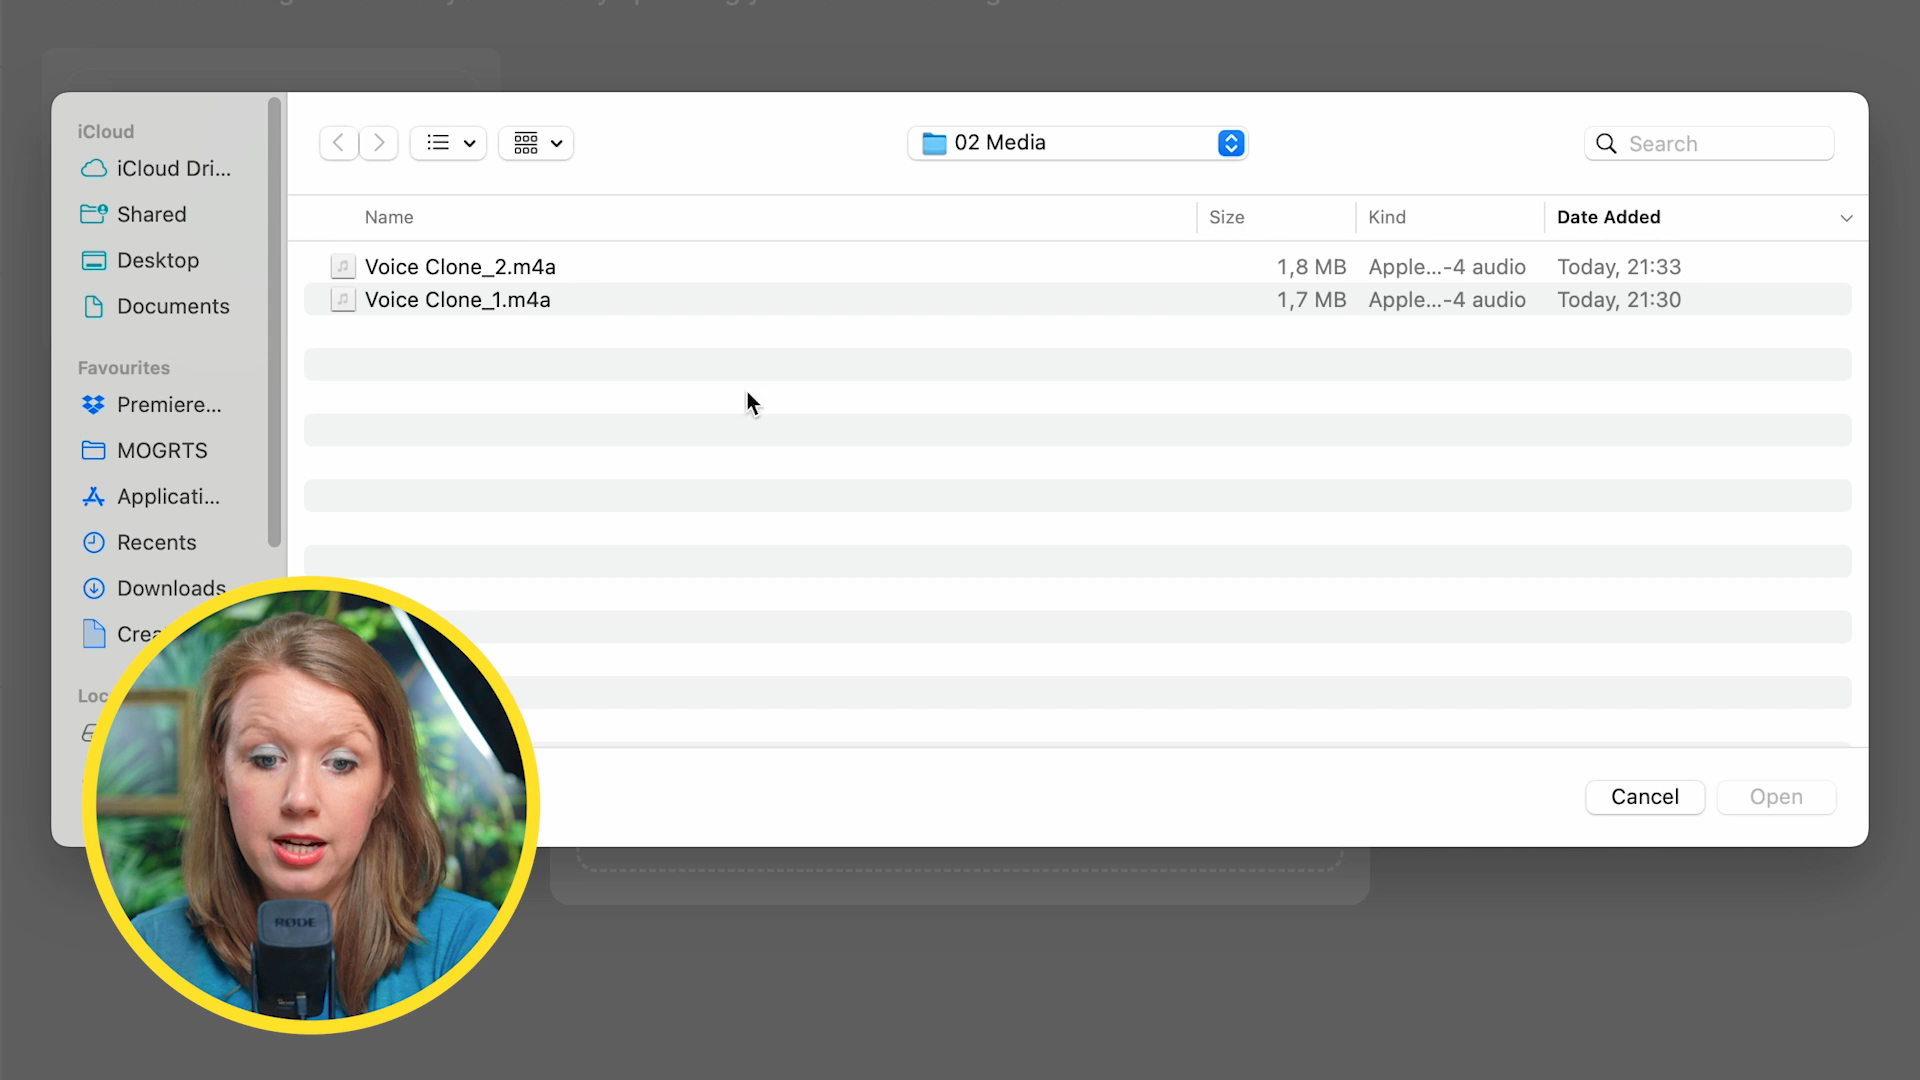 iCloud
iCloud Dri...
Shared
Desktop
Documents
Favourites
Premiere...
MOGRTS
Applicati...
Recents
Downloads
Crea
Loc
02 Media
Search
Name Size Kind Date Added
Voice Clone_2.m4a 1,8 MB Apple...-4 audio Today, 21:33
Voice Clone_1.m4a 1,7 MB Apple...-4 audio Today, 21:30
Cancel Open
RØDE